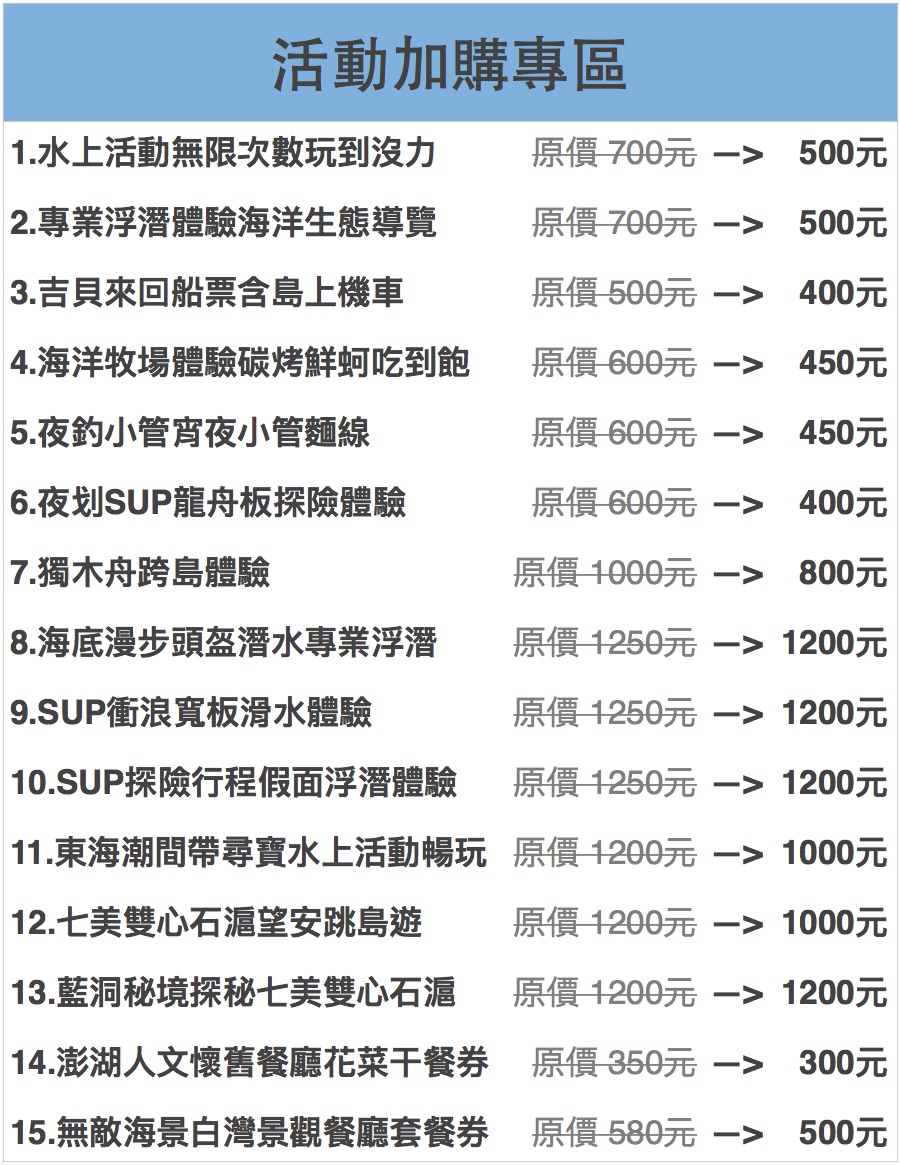 活動加購專區
1.水上活動無限次數玩到沒力 原價 700元 —> 500元
2.專業浮潛體驗海洋生態導覽 原價 700元 —> 500元
3.吉貝來回船票含島上機車 原價 500元 —> 400元
4.海洋牧場體驗碳烤鮮蚵吃到飽 原價 600元 —> 450元
5.夜釣小管宵夜小管麵線 原價 600元 —> 450元
6.夜划SUP龍舟板探險體驗 原價 600元 —> 400元
7.獨木舟跨島體驗 原價 1000元 —> 800元
8.海底漫步頭盔潛水專業浮潛 原價 1250元 —> 1200元
9.SUP衝浪寬板滑水體驗 原價 1250元 —> 1200元
10.SUP探險行程假面浮潛體驗 原價 1250元 —> 1200元
11.東海潮間帶尋寶水上活動暢玩 原價 1200元 —> 1000元
12.七美雙心石滬望安跳島遊 原價 1200元 —> 1000元
13.藍洞秘境探秘七美雙心石滬 原價 1200元 —> 1200元
14.澎湖人文懷舊餐廳花菜干餐券 原價 350元 —> 300元
15.無敵海景白灣景觀餐廳套餐券 原價 580元 —> 500元